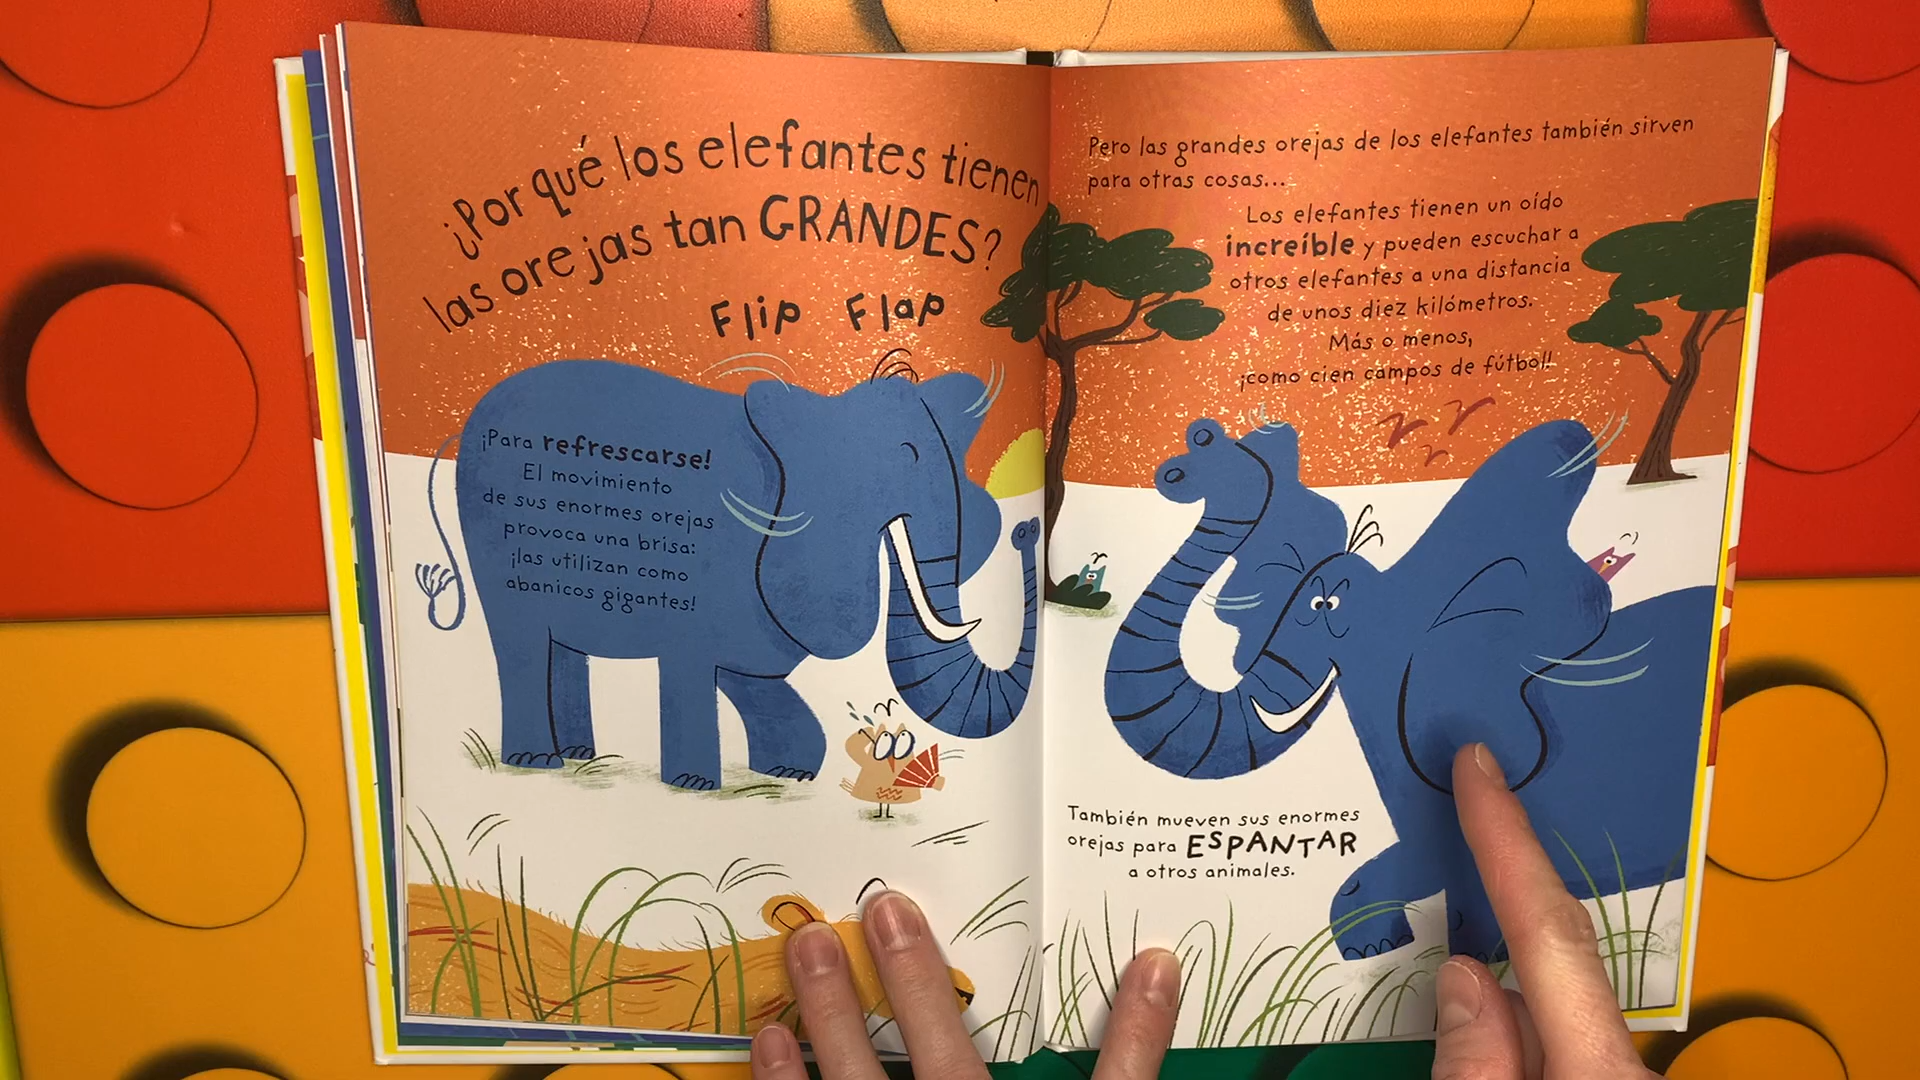 ¿Por qué los elefantes tienen
las orejas tan GRANDES?
Flip Flap
¡Para refrescarse!
El movimiento
de sus enormes orejas
provoca una brisa:
¡las utilizan como
abanicos gigantes!
Pero las grandes orejas de los elefantes también sirven
para otras cosas...
Los elefantes tienen un oído
increíble y pueden escuchar a
otros elefantes a una distancia
de unos diez kilómetros.
Más o menos,
¡como cien campos de fútbol!
También mueven sus enormes
orejas para ESPANTAR
a otros animales.